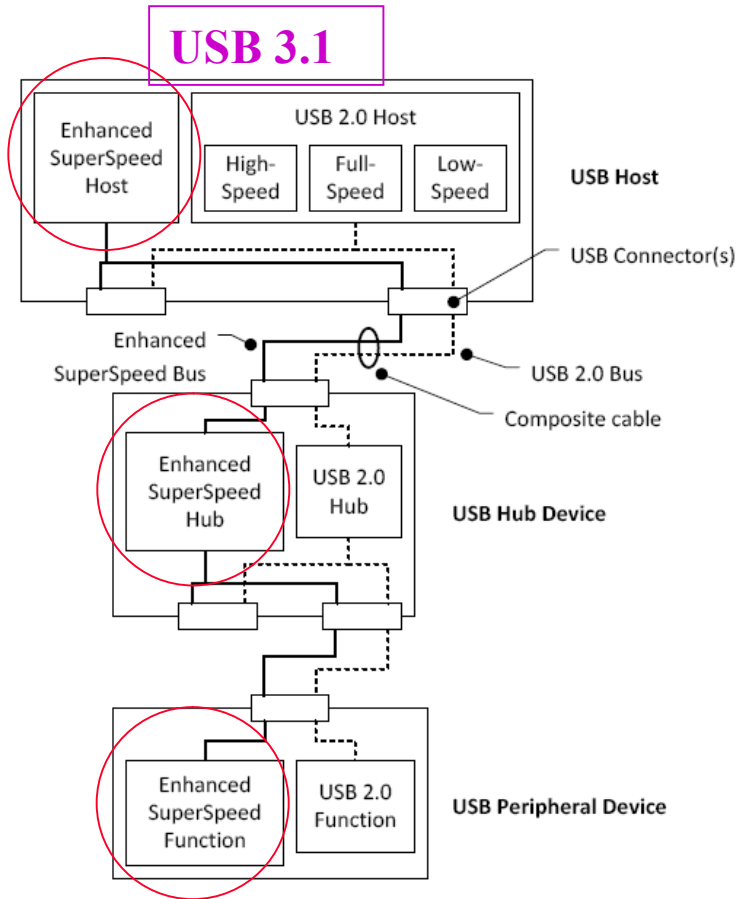 USB 3.1
Enhanced
SuperSpeed
Host
USB 2.0 Host
High-
Speed
Full-
Speed
Low-
Speed
USB Host
USB Connector(s)
Enhanced
SuperSpeed Bus
USB 2.0 Bus
Composite cable
Enhanced
SuperSpeed
Hub
USB 2.0
Hub
USB Hub Device
Enhanced
SuperSpeed
Function
USB 2.0
Function
USB Peripheral Device